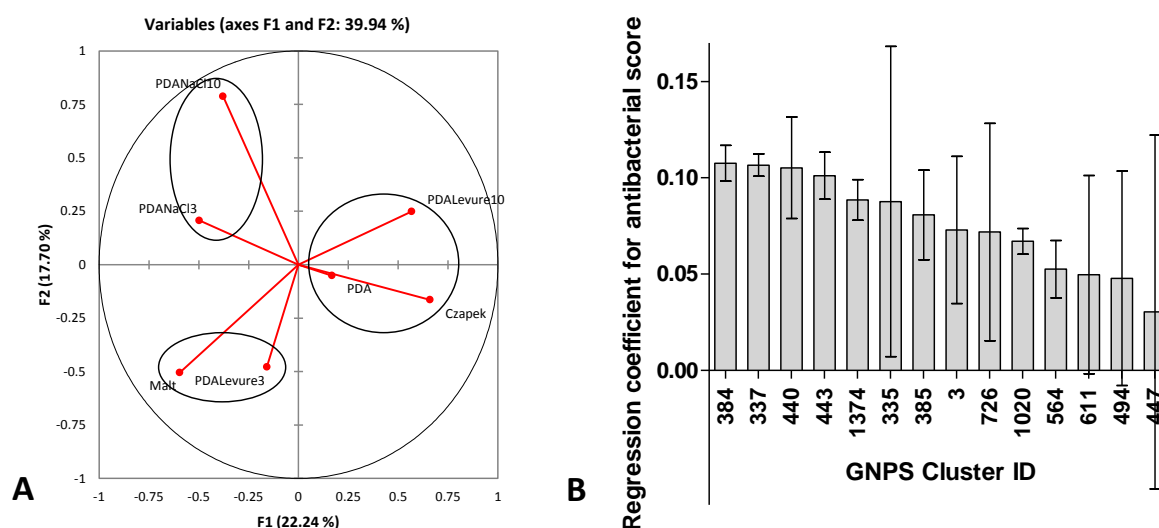 Variables (axes F1 and F2: 39.94 %)
1
0.75
0.5
0.25
0
-0.25
-0.5
-0.75
-1
F2 (17.70 %)
PDANaCl10
PDANaCl3
PDALevure10
PDA
Czapek
Malt
PDALevure3
-1
-0.75
-0.5
-0.25
0
0.25
0.5
0.75
1
F1 (22.24 %)
A
Regression coefficient for antibacterial score
0.15
0.10
0.05
0.00
384
337
440
443
1374
335
385
3
726
1020
564
611
494
447
GNPS Cluster ID
B